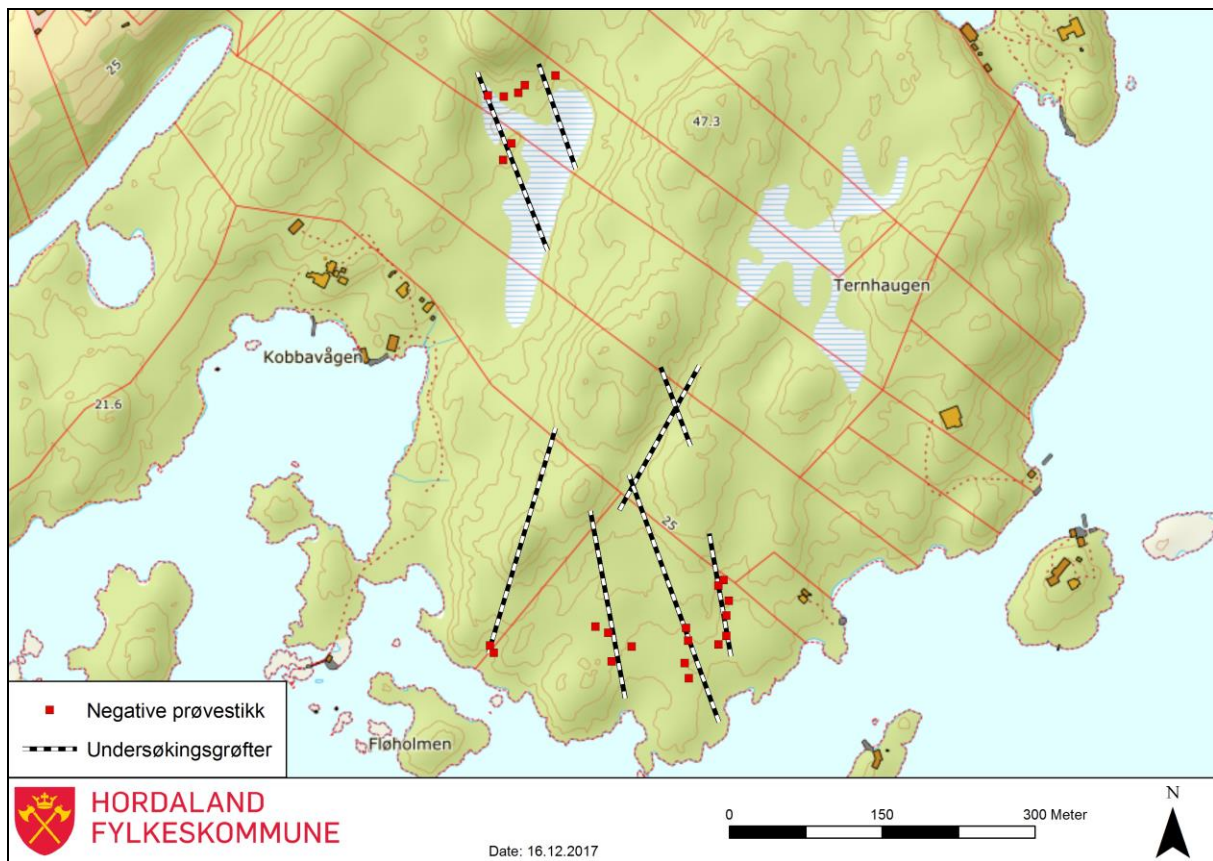 25
47.3
Ternhaugen
Kobbavågen
21.6
25
Fløholmen
Negative prøvestikk
Undersøkingsgrøfter
HORDALAND
FYLKESKOMMUNE
Date: 16.12.2017
0 150 300 Meter
N